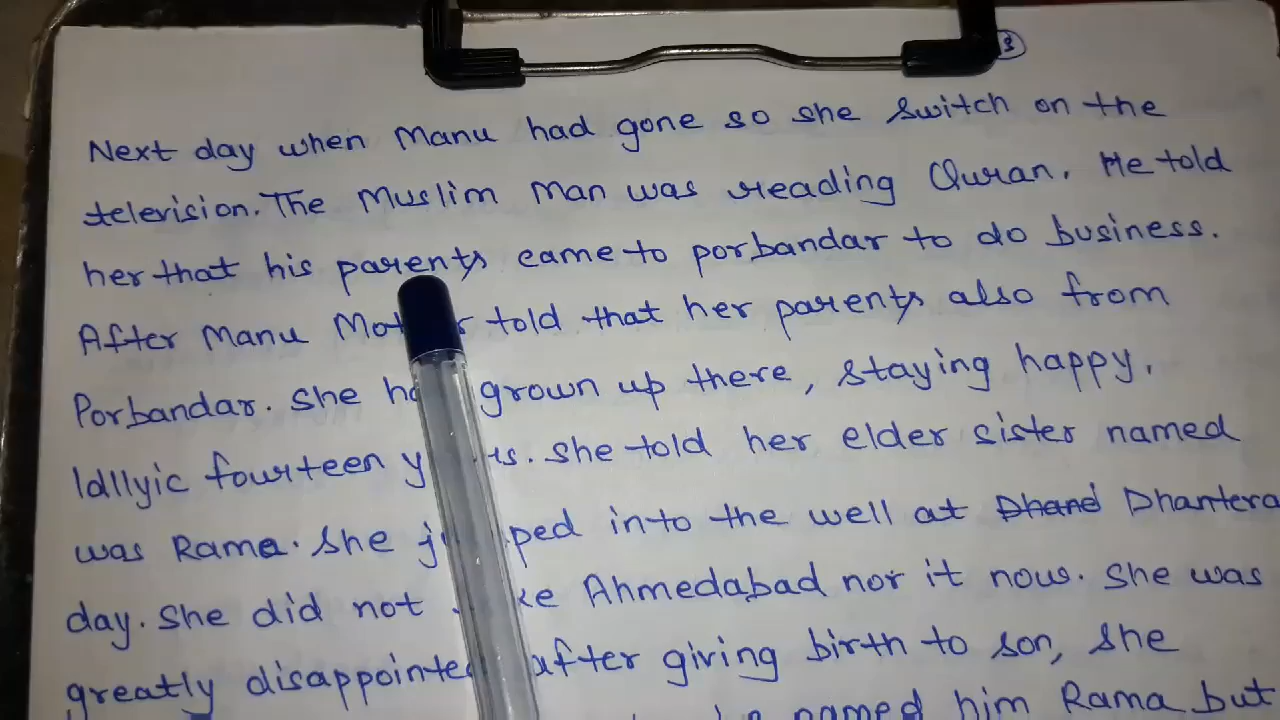 3
Next day when Manu had gone so she switch on the
television. The Muslim Man was reading Quran. He told
her that his parents came to porbandar to do business.
After Manu told that her parents also from
Porbandar. She grown up there, staying happy.
Idllyic fourteen . she told her elder sister named
was Rama. She into the well at Dhand Dhantera
day. She did not Ahmedabad nor it now. She was
greatly disappointed after giving birth to son, she
named him Rama but